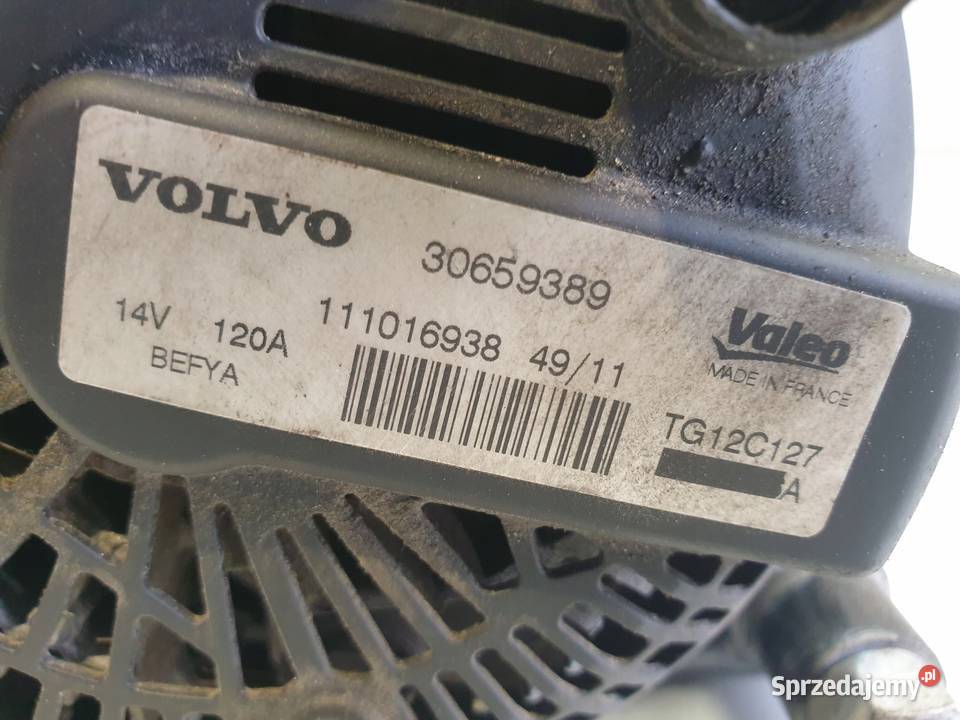 VOLVO
30659389
14V 120A 111016938 49/11
BEFYA
Valeo
MADE IN FRANCE
TG12C127
A
Sprzedajemy.pl